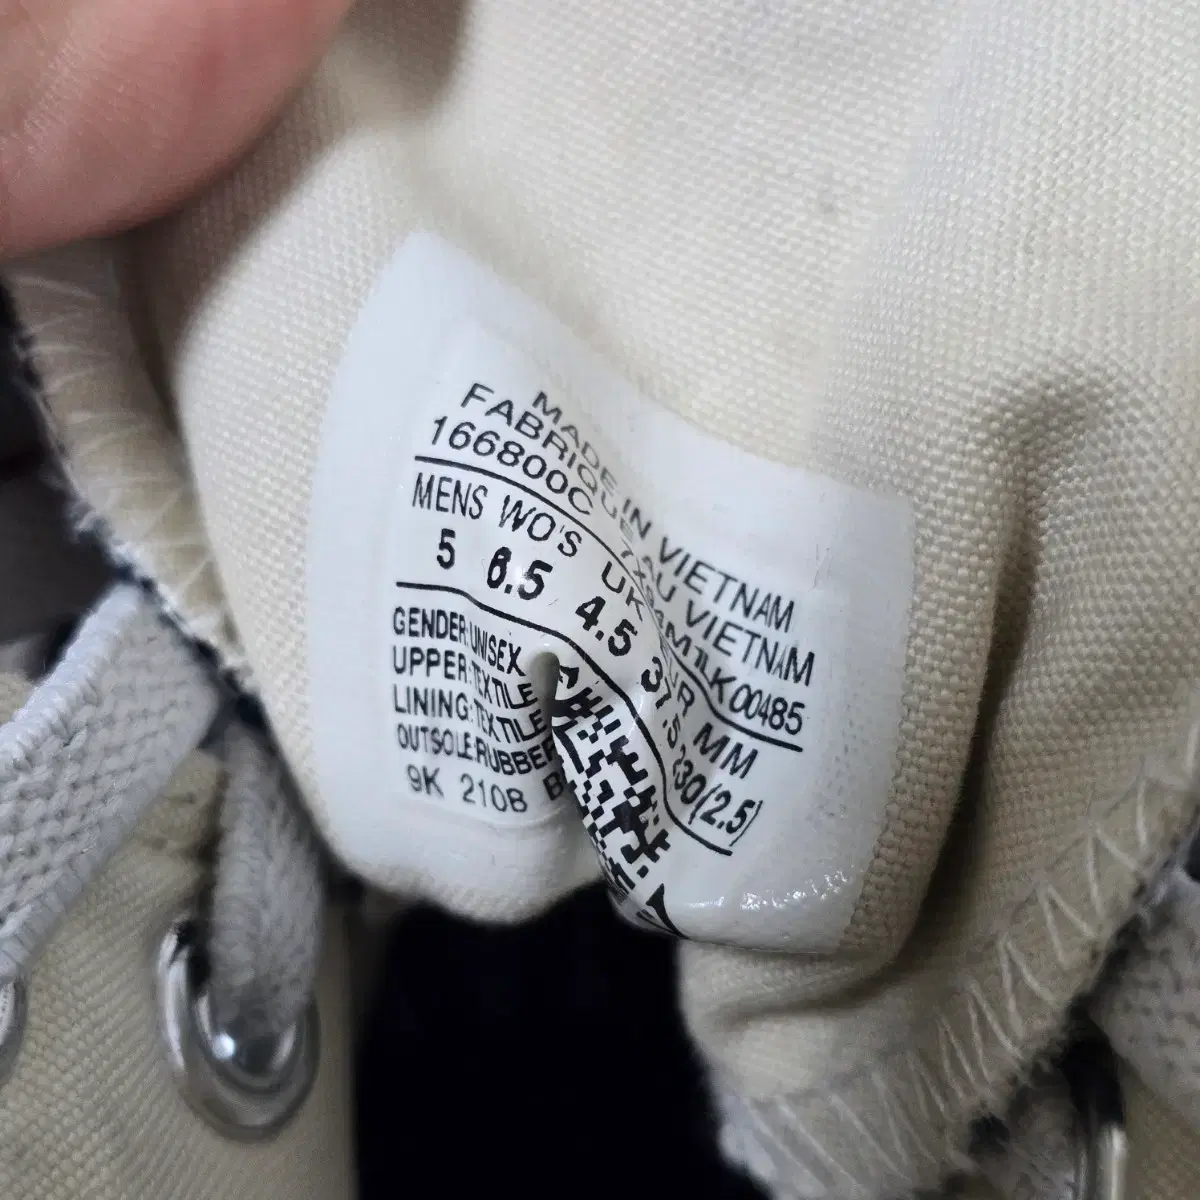 MADE IN VIETNAM
FABRIQUE AU VIETNAM
166800C M1LK00485
MENS WO'S UK EUR MM
5 6.5 4.5 37.5 230(2.5)
GENDER:UNISEX
UPPER:TEXTILE
LINING:TEXTILE
OUTSOLE:RUBBER
9K 2108